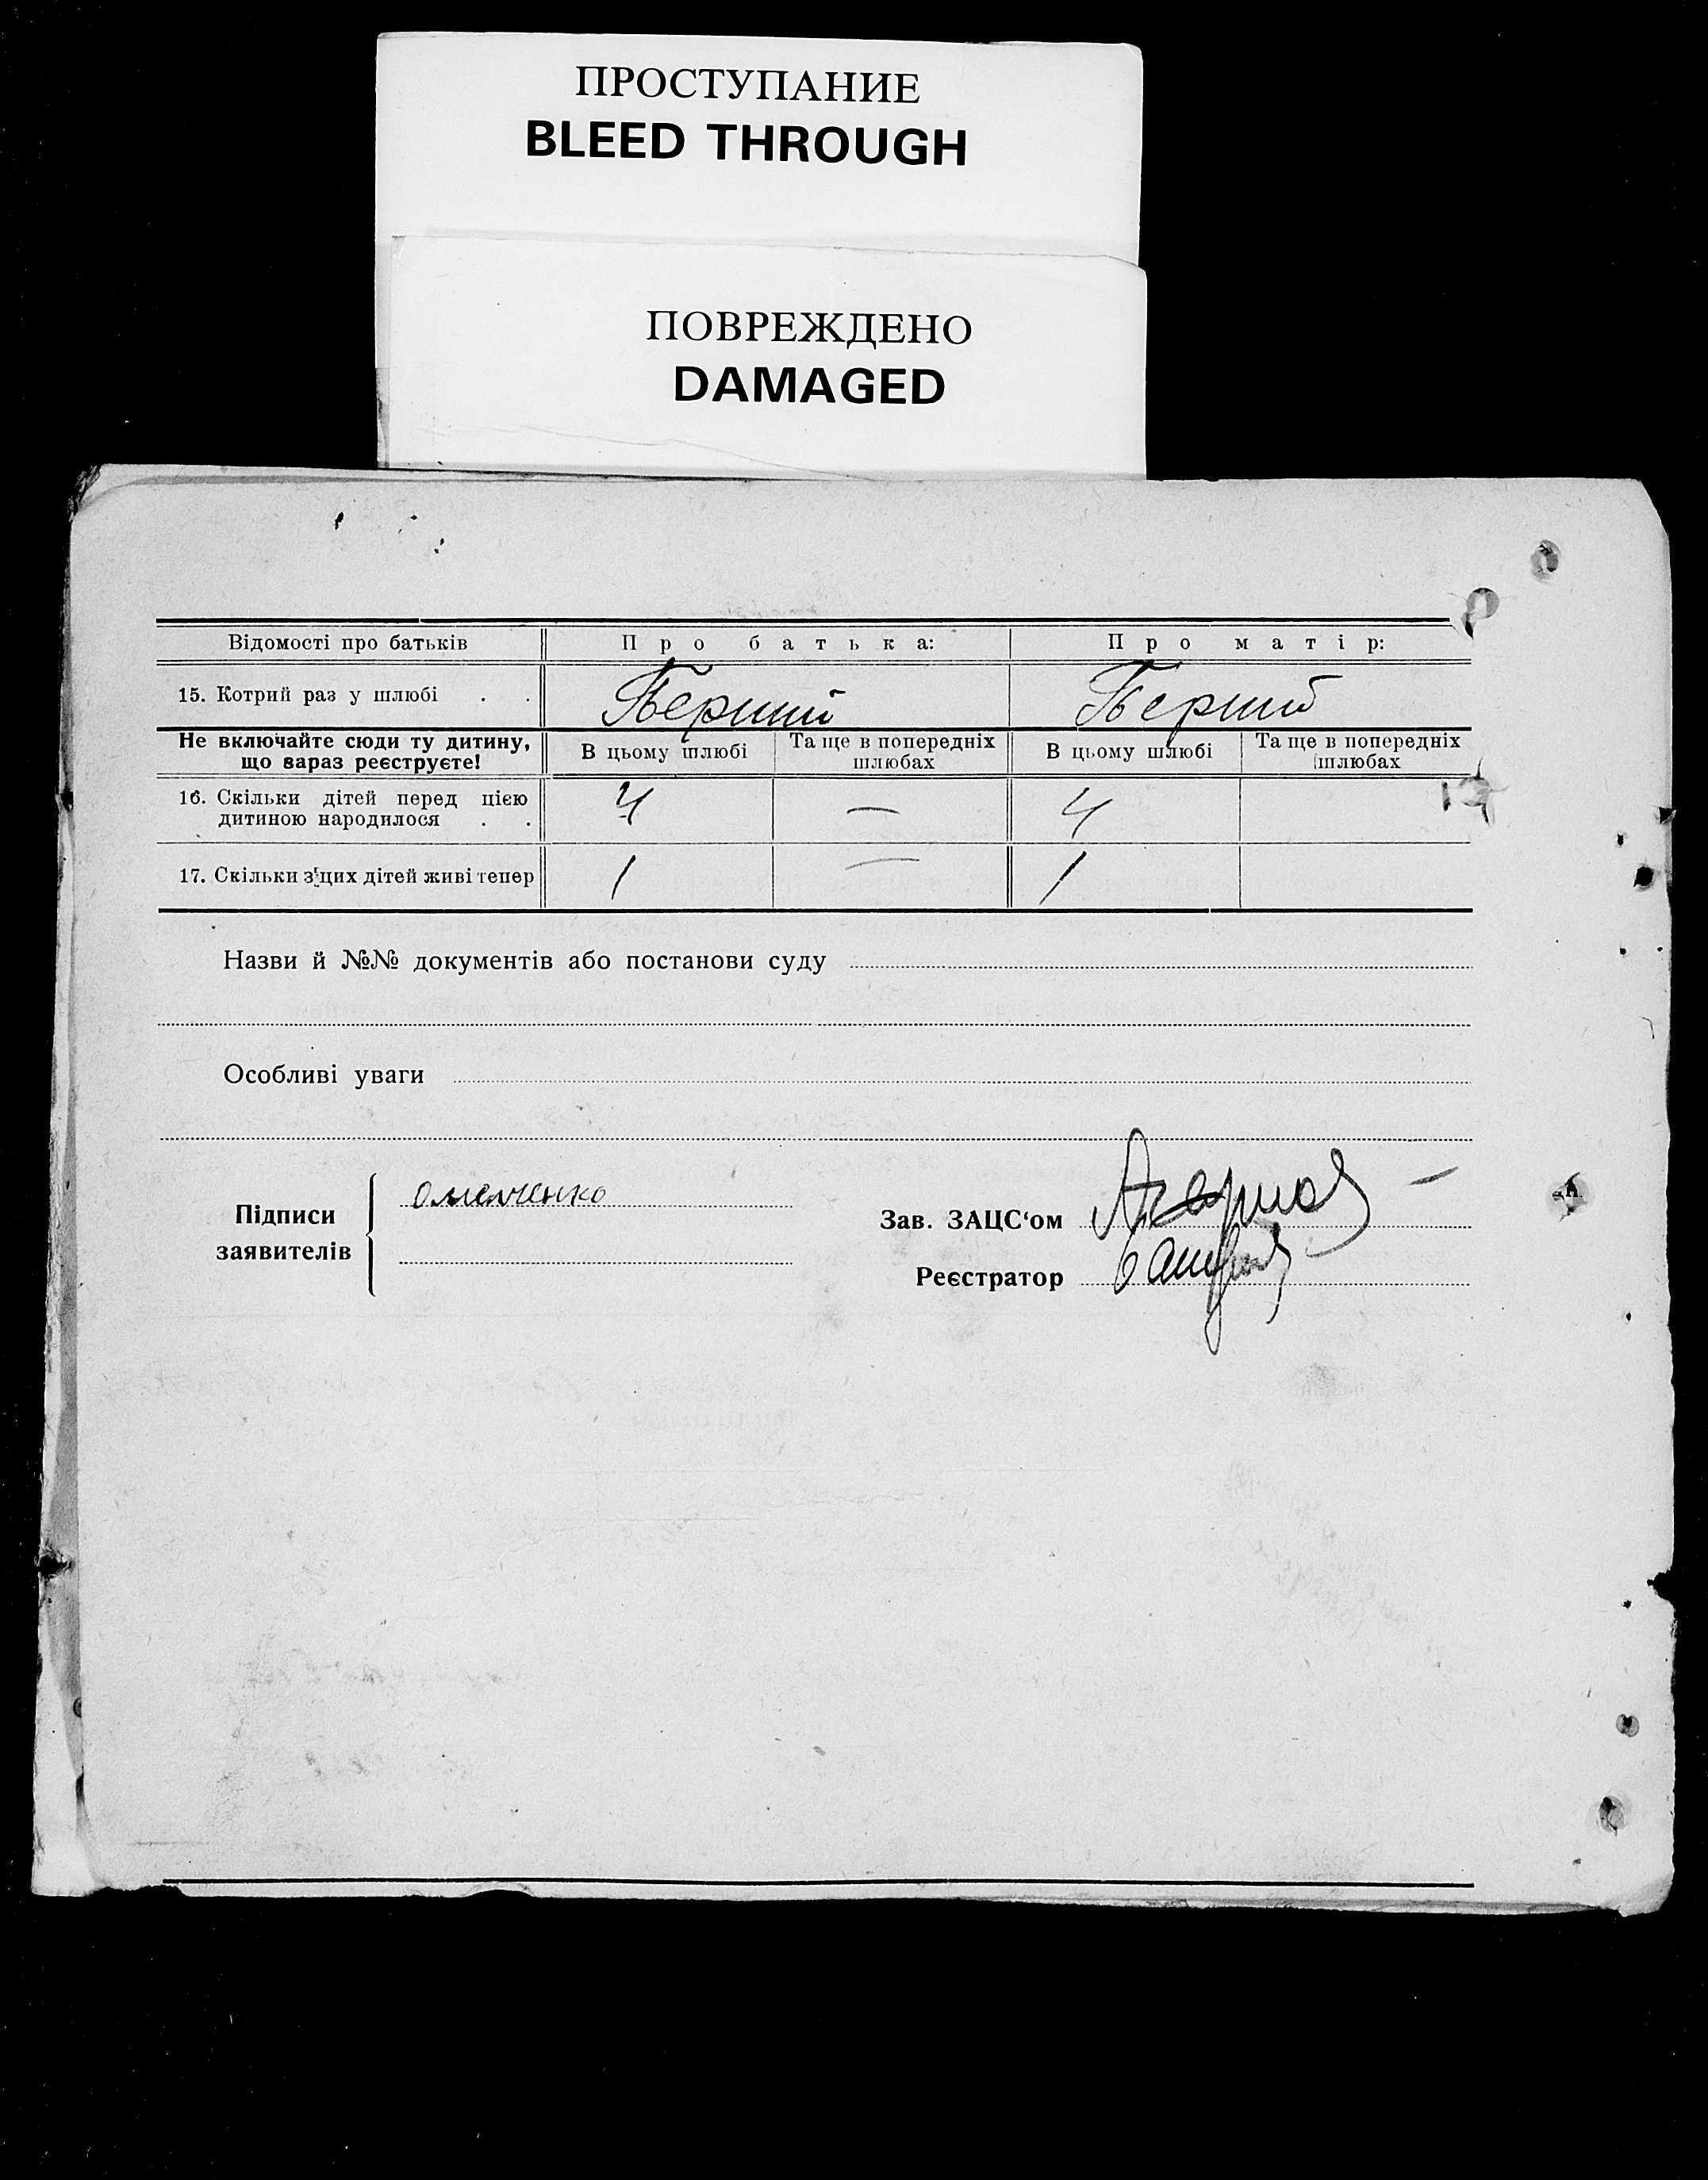 ПРОСТУПАНИЕ
BLEED THROUGH
ПОВРЕЖДЕНО
DAMAGED
Відомості про батьків Про батька: Про матір:
15. Котрий раз у шлюбі . . Перший Перший
Не включайте сюди ту дитину, що зараз реєструєте! В цьому шлюбі Та ще в попередніх шлюбах В цьому шлюбі Та ще в попередніх шлюбах
16. Скільки дітей перед цією
дитиною народилося . . 4 — 4
17. Скільки з цих дітей живі тепер 1 — 1
Назви й №№ документів або постанови суду
Особливі уваги
Підписи
заявителів
омелченко
Зав. ЗАЦС‘ом
Реєстратор